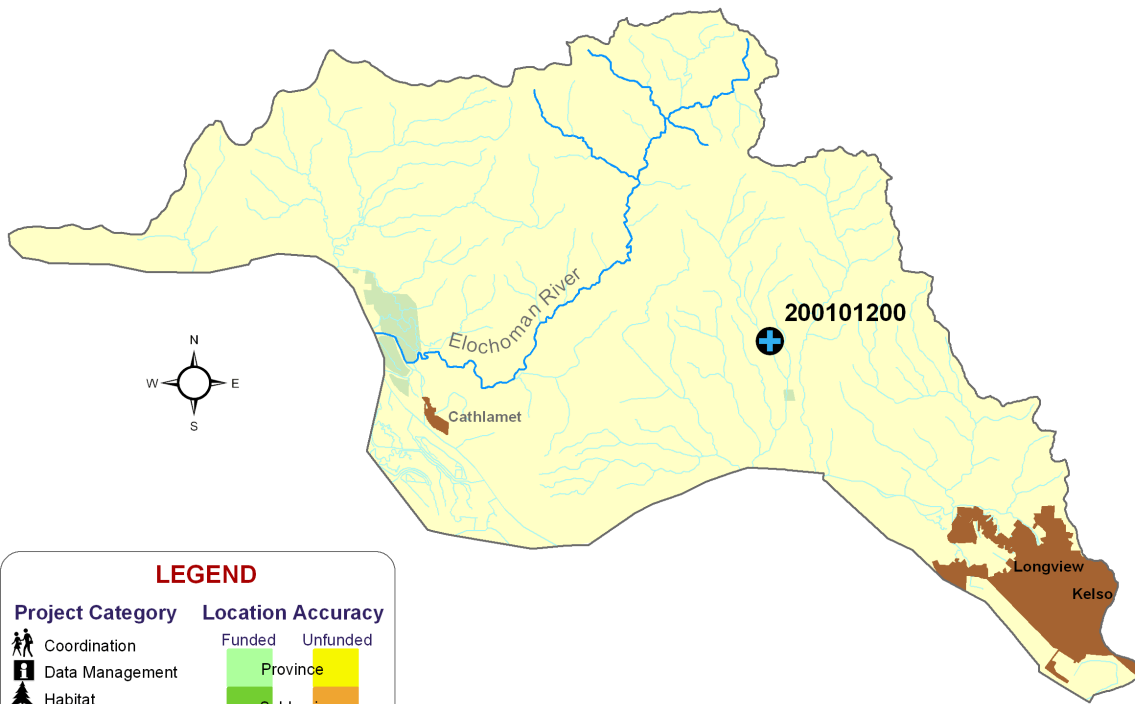 200101200
Elochoman River
N
W
E
S
Cathlamet
Longview
Kelso
LEGEND
Project Category
Location Accuracy
Funded
Unfunded
Coordination
Province
Data Management
Habitat